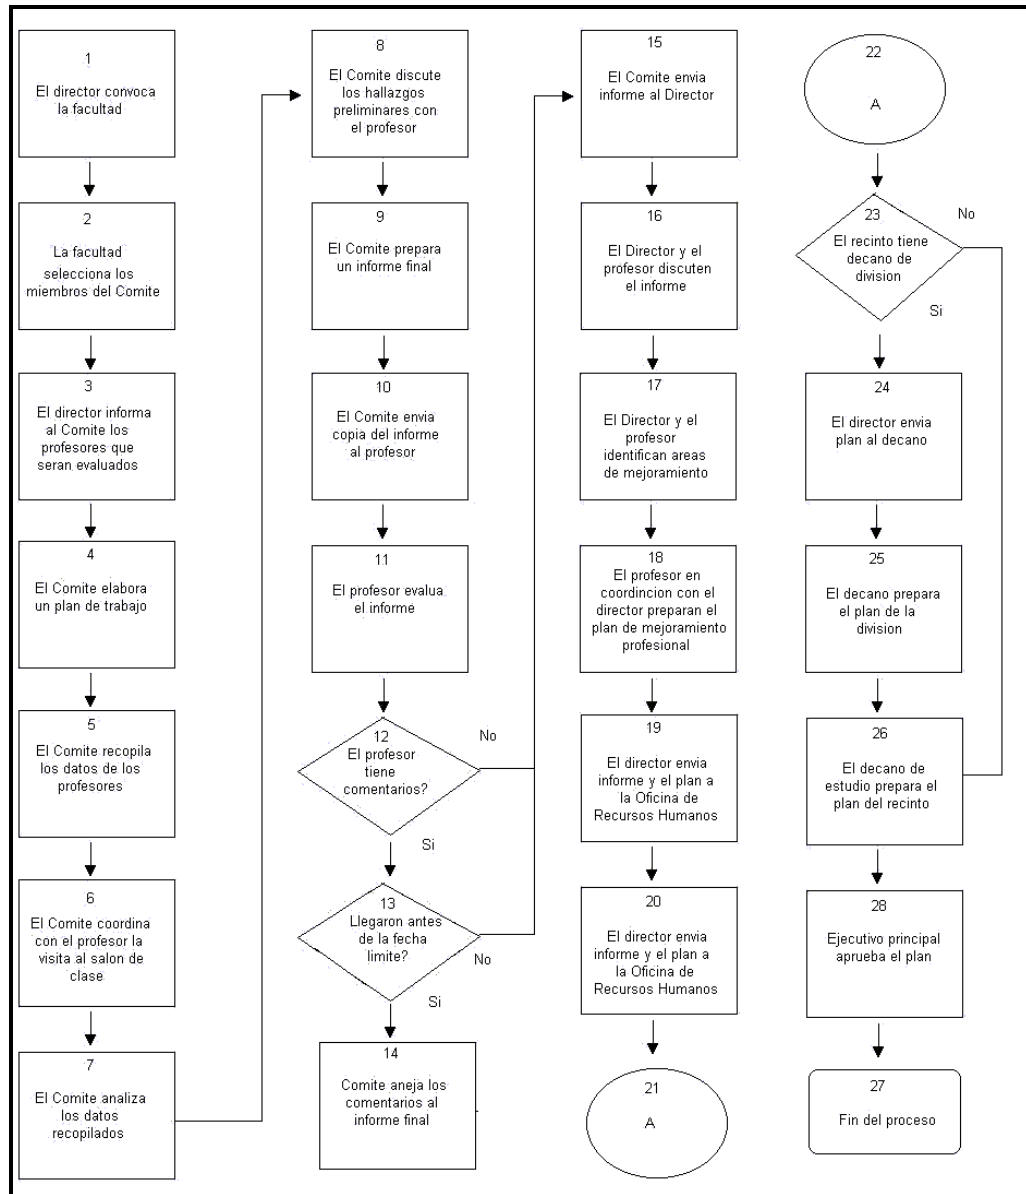 1
El director convoca
la facultad
2
La facultad
selecciona los
miembros del Comite
3
El director informa
al Comite los
profesores que
seran evaluados
4
El Comite elabora
un plan de trabajo
5
El Comite recopila
los datos de los
profesores
6
El Comite coordina
con el profesor la
visita al salon de
clase
7
El Comite analiza
los datos
recopilados
8
El Comite discute
los hallazgos
preliminares con
el profesor
9
El Comite prepara
un informe final
10
El Comite envia
copia del informe
al profesor
11
El profesor evalua
el informe
12
El profesor
tiene
comentarios?
No
Si
13
Llegaron antes
de la fecha
limite?
No
Si
14
Comite aneja los
comentarios al
informe final
15
El Comite envia
informe al Director
16
El Director y el
profesor discuten
el informe
17
El Director y el
profesor
identifican areas
de mejoramiento
18
El profesor en
coordincion con el
director preparan el
plan de mejoramiento
profesional
19
El director envia
informe y el plan a
la Oficina de
Recursos Humanos
20
El director envia
informe y el plan a
la Oficina de
Recursos Humanos
21
A
22
A
23
El recinto tiene
decano de
division
No
Si
24
El director envia
plan al decano
25
El decano prepara
el plan de la
division
26
El decano de
estudio prepara el
plan del recinto
28
Ejecutivo principal
aprueba el plan
27
Fin del proceso